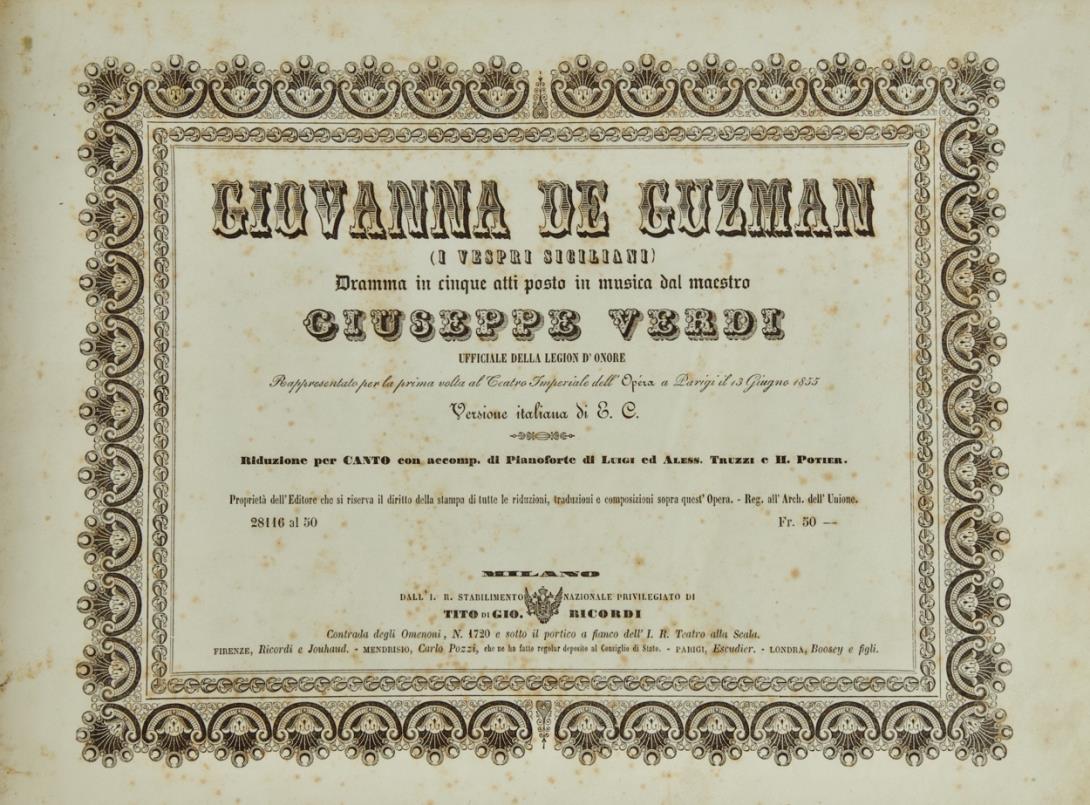 GIOVANNA DE GUZMAN
(I VESPRI SICILIANI)
Dramma in cinque atti posto in musica dal maestro
GIUSEPPE VERDI
UFFICIALE DELLA LEGION D' ONORE
Rappresentato per la prima volta al Teatro Imperiale dell' Opéra a Parigi il 13 Giugno 1855
Versione italiana di E. C.
Riduzione per CANTO con accomp. di Pianoforte di LUIGI ed ALESS. TRUZZI e H. POTIER.
Proprietà dell' Editore che si riserva il diritto della stampa di tutte le riduzioni, traduzioni e composizioni sopra quest' Opera. - Reg. all' Arch. dell' Unione.
28116 al 50 Fr. 50 —
MILANO
DALL' I. R. STABILIMENTO NAZIONALE PRIVILEGIATO DI
TITO DI GIO. RICORDI
Contrada degli Omenoni, N. 1720 e sotto il portico a fianco dell' I. R. Teatro alla Scala.
FIRENZE, Ricordi e Jouhaud. - MENDRISIO, Carlo Pozzi, che ne ha fatto regolar deposito al Consiglio di Stato. - PARIGI, Escudier. - LONDRA, Boosey e figli.